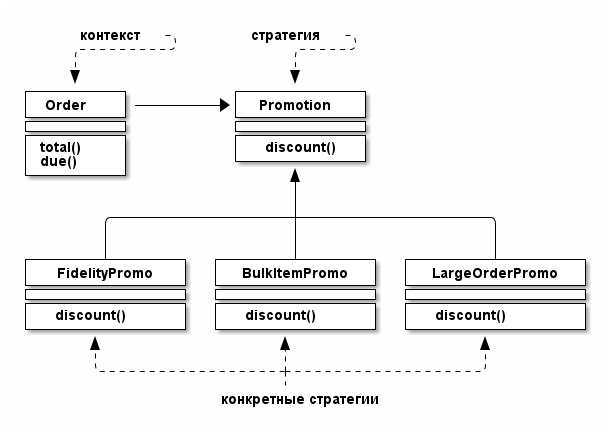 контекст
стратегия
Order
Promotion
total()
due()
discount()
FidelityPromo
BulkItemPromo
LargeOrderPromo
discount()
discount()
discount()
конкретные стратегии